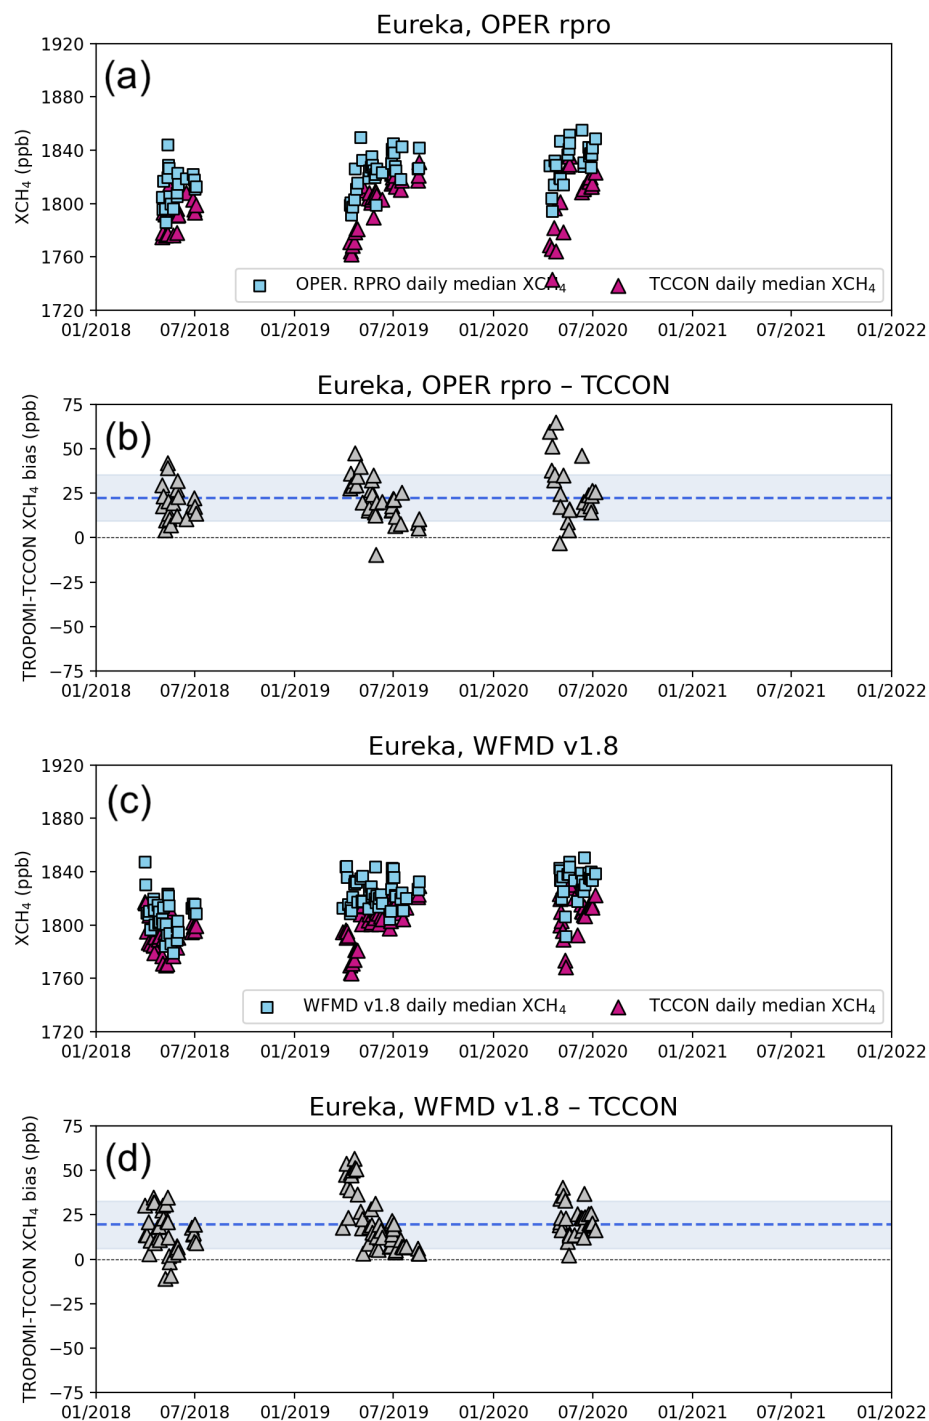 Eureka, OPER rpro
(a)
XCH₄ (ppb)
1920
1880
1840
1800
1760
1720
OPER. RPRO daily median XCH₄
TCCON daily median XCH₄
01/2018 07/2018 01/2019 07/2019 01/2020 07/2020 01/2021 07/2021 01/2022
Eureka, OPER rpro – TCCON
(b)
TROPOMI-TCCON XCH₄ bias (ppb)
75
50
25
0
−25
−50
−75
01/2018 07/2018 01/2019 07/2019 01/2020 07/2020 01/2021 07/2021 01/2022
Eureka, WFMD v1.8
(c)
XCH₄ (ppb)
1920
1880
1840
1800
1760
1720
WFMD v1.8 daily median XCH₄
TCCON daily median XCH₄
01/2018 07/2018 01/2019 07/2019 01/2020 07/2020 01/2021 07/2021 01/2022
Eureka, WFMD v1.8 – TCCON
(d)
TROPOMI-TCCON XCH₄ bias (ppb)
75
50
25
0
−25
−50
−75
01/2018 07/2018 01/2019 07/2019 01/2020 07/2020 01/2021 07/2021 01/2022